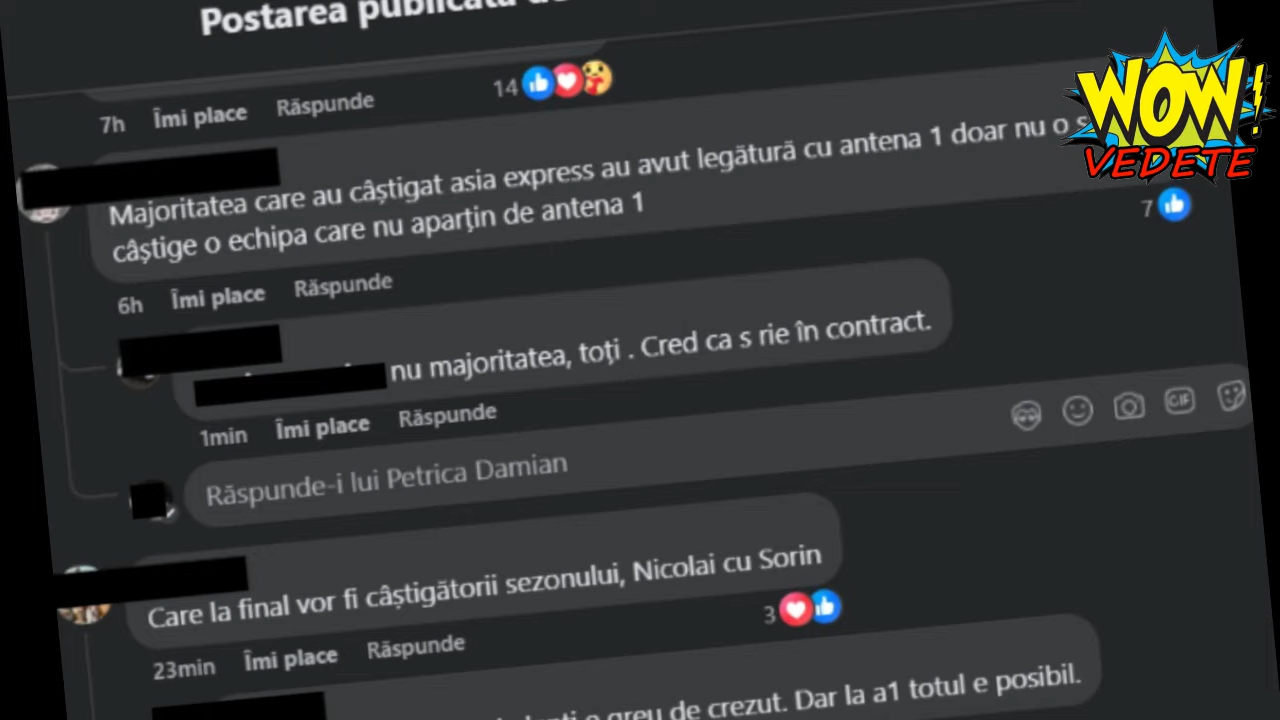 Postarea publicată de
7h Îmi place Răspunde 14
WOW!
VEDETE
Majoritatea care au câștigat asia express au avut legătură cu antena 1 doar nu o s
câștige o echipa care nu aparțin de antena 1
7
6h Îmi place Răspunde
nu majoritatea, toți . Cred ca s rie în contract.
1min Îmi place Răspunde
Răspunde-i lui Petrica Damian
GIF
Care la final vor fi câștigătorii sezonului, Nicolai cu Sorin
3
23min Îmi place Răspunde
greu de crezut. Dar la a1 totul e posibil.